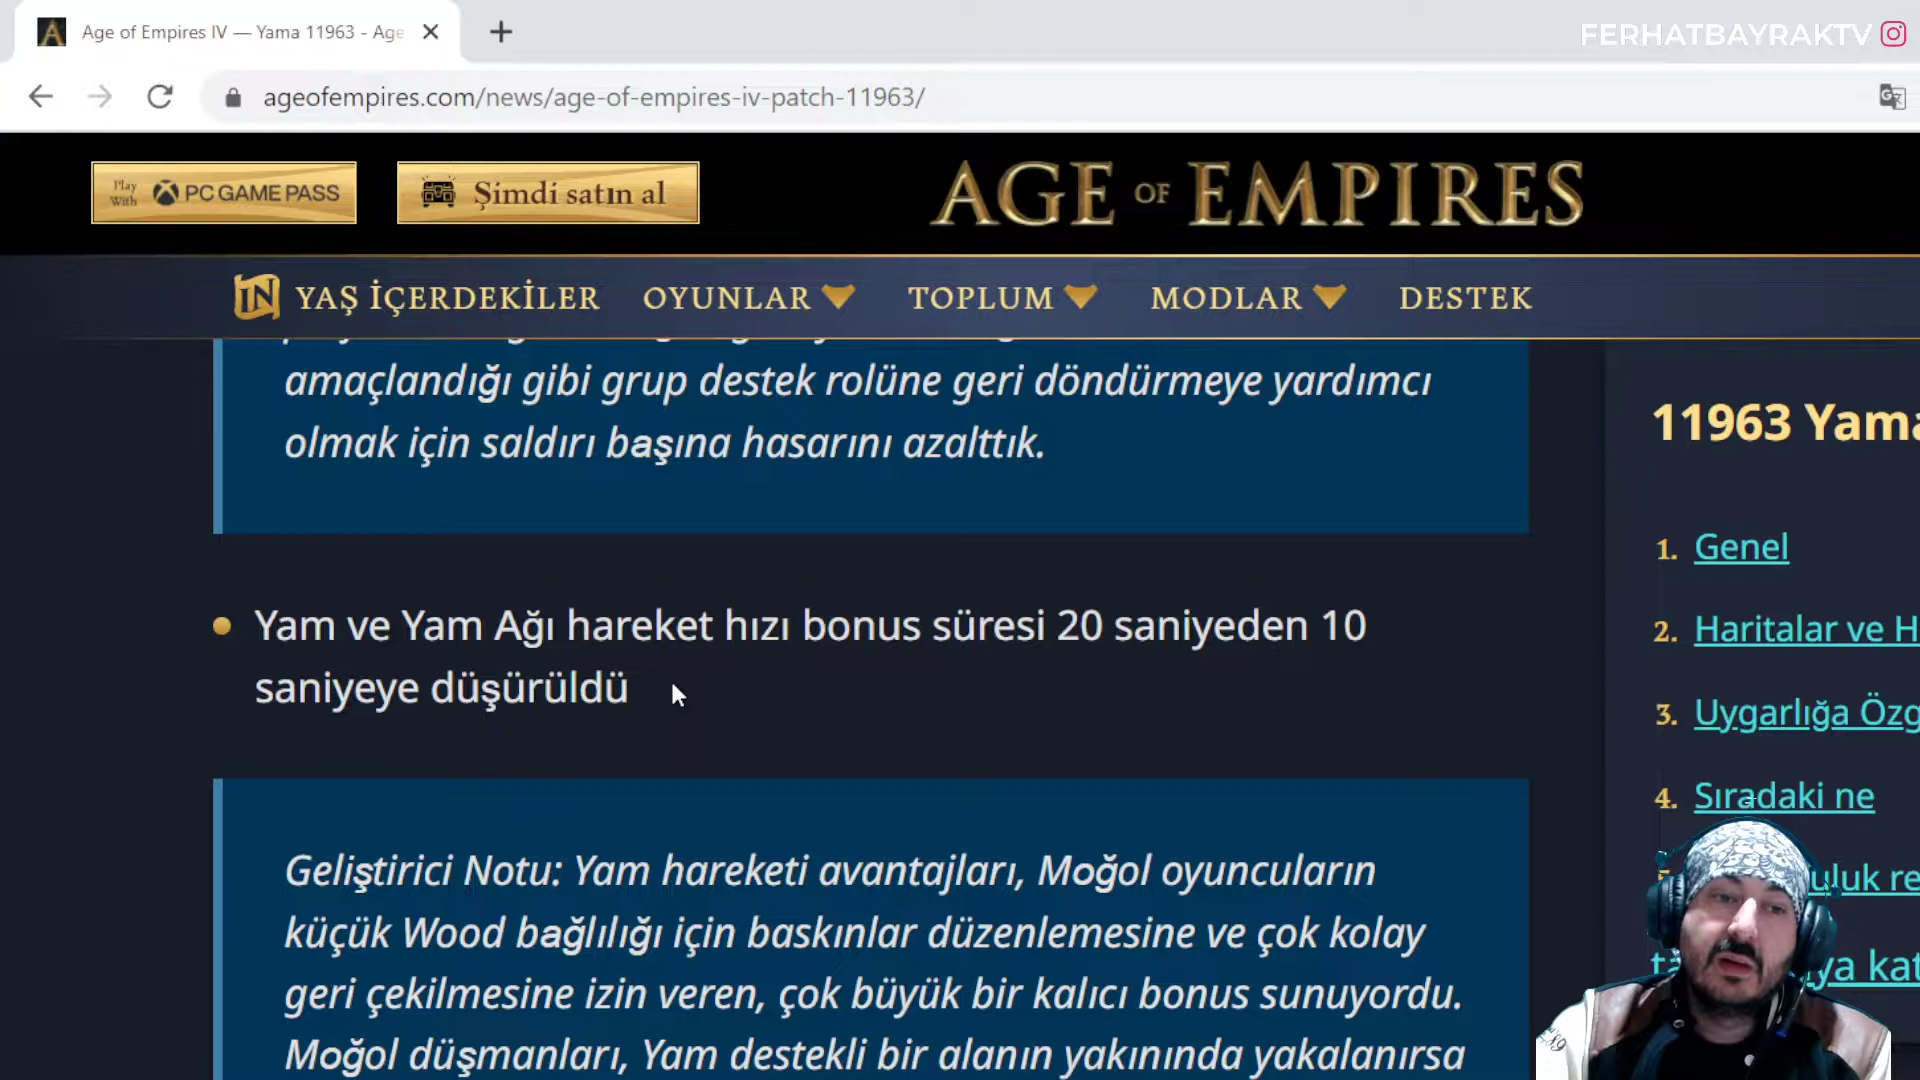 Age of Empires IV — Yama 11963 - Age
FERHATBAYRAKTV
ageofempires.com/news/age-of-empires-iv-patch-11963/
Play With PC GAME PASS
Şimdi satın al
AGE OF EMPIRES
YAŞ İÇERDEKİLER OYUNLAR TOPLUM MODLAR DESTEK
amaçlandığı gibi grup destek rolüne geri döndürmeye yardımcı
olmak için saldırı başına hasarını azalttık.
Yam ve Yam Ağı hareket hızı bonus süresi 20 saniyeden 10
saniyeye düşürüldü
Geliştirici Notu: Yam hareketi avantajları, Moğol oyuncuların
küçük Wood bağlılığı için baskınlar düzenlemesine ve çok kolay
geri çekilmesine izin veren, çok büyük bir kalıcı bonus sunuyordu.
Moğol düşmanları, Yam destekli bir alanın yakınında yakalanırsa
11963 Yama
1. Genel
2. Haritalar ve H
3. Uygarlığa Özg
4. Sıradaki ne
uluk re
ya kat